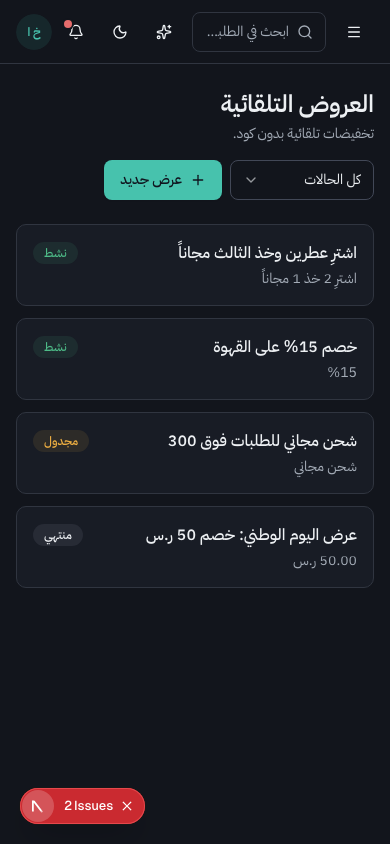 ابحث في الطلبـ...
خ ا
العروض التلقائية
تخفيضات تلقائية بدون كود.
كل الحالات
عرض جديد
اشترِ عطرين وخذ الثالث مجاناً
نشط
اشترِ 2 خذ 1 مجاناً
خصم 15% على القهوة
نشط
%15
شحن مجاني للطلبات فوق 300
مجدول
شحن مجاني
عرض اليوم الوطني: خصم 50 ر.س
منتهي
50.00 ر.س
2 Issues